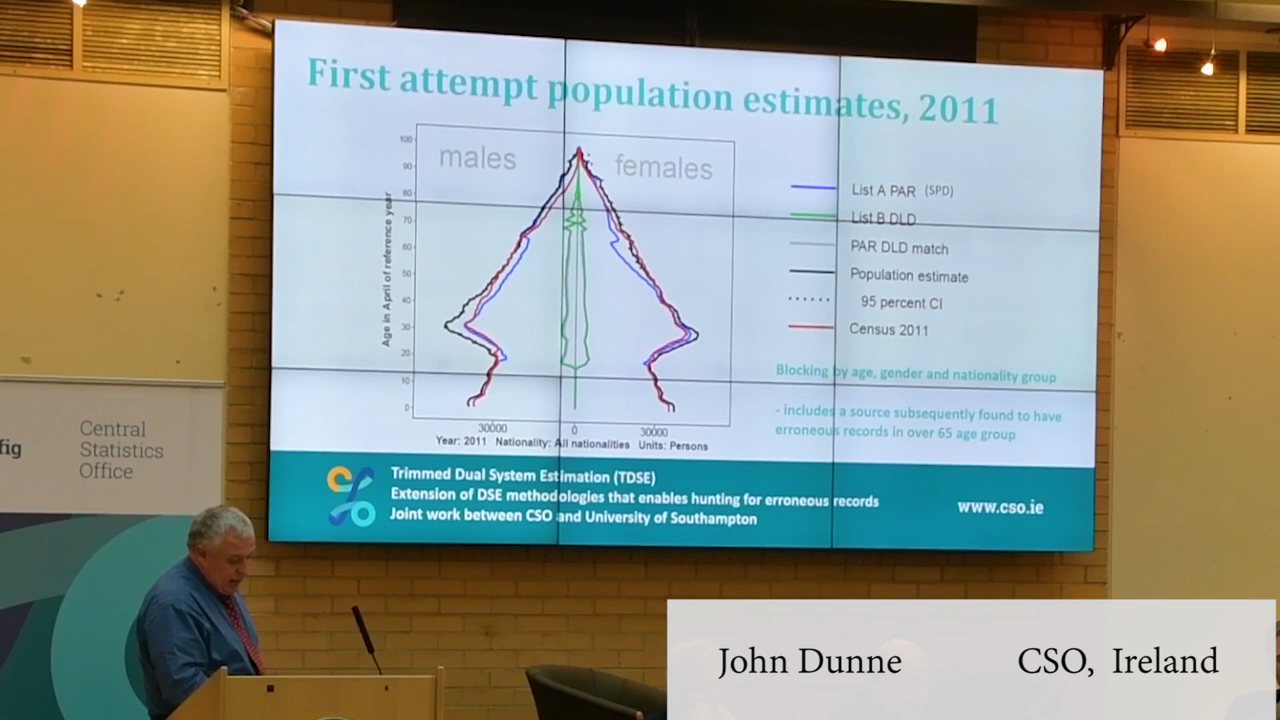 First attempt population estimates, 2011
males
females
100
90
80
70
60
50
40
30
20
10
0
Age in April of reference year
30000
0
30000
Year: 2011 Nationality: All nationalities Units: Persons
List A PAR (SPD)
List B DLD
PAR DLD match
Population estimate
95 percent CI
Census 2011
Blocking by age, gender and nationality group
- includes a source subsequently found to have
erroneous records in over 65 age group
Trimmed Dual System Estimation (TDSE)
Extension of DSE methodologies that enables hunting for erroneous records
Joint work between CSO and University of Southampton
www.cso.ie
Central
Statistics
Office
John Dunne CSO, Ireland